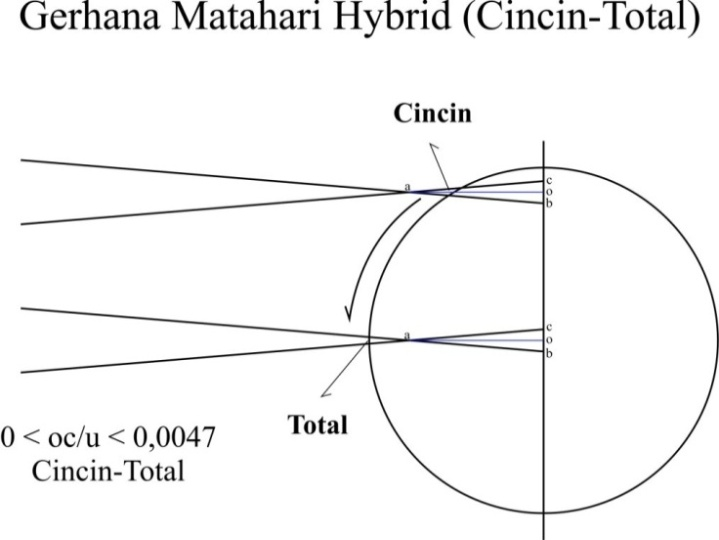 Gerhana Matahari Hybrid (Cincin-Total)
Cincin
a
c
o
b
a
c
o
b
Total
0 < oc/u < 0,0047
Cincin-Total